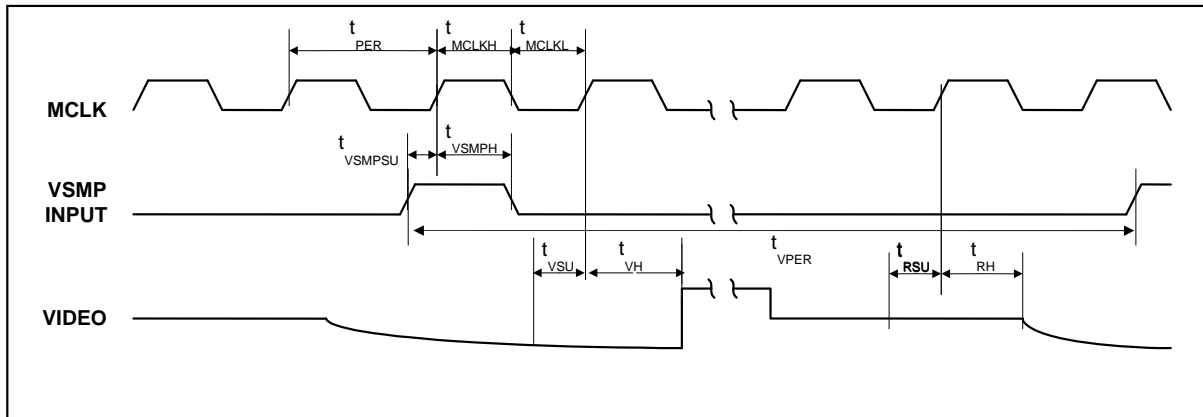 t PER
t MCLKH
t MCLKL
MCLK
t VSMPSU
t VSMPH
VSMP
INPUT
t VSU
t VH
t VPER
t RSU
t RH
VIDEO